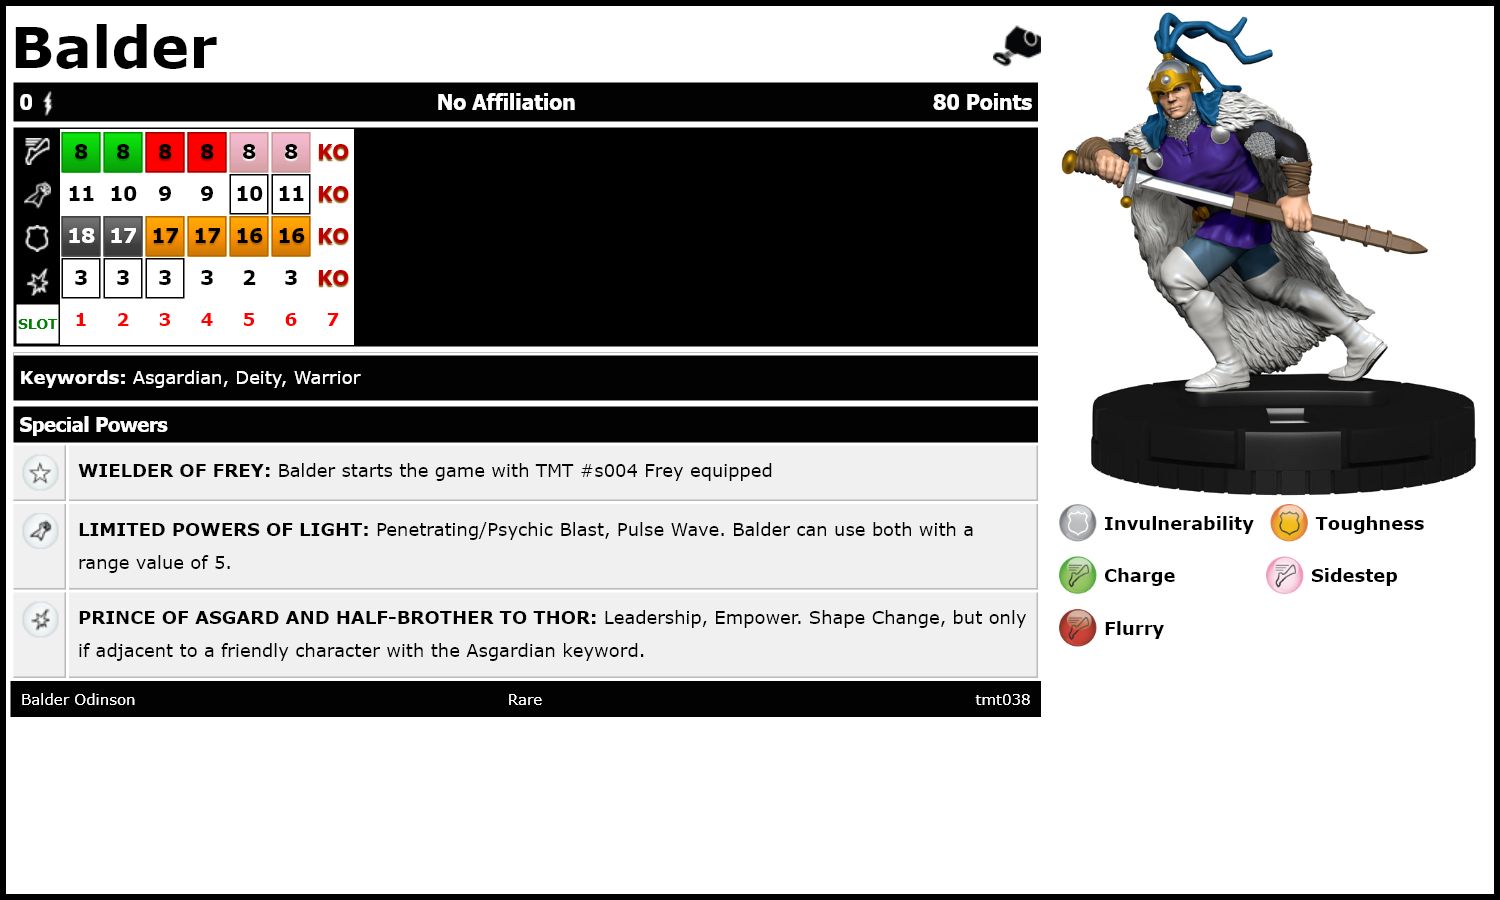 Balder
0 No Affiliation 80 Points
8 8 8 8 8 8 KO
11 10 9 9 10 11 KO
18 17 17 17 16 16 KO
3 3 3 3 2 3 KO
SLOT 1 2 3 4 5 6 7
Keywords: Asgardian, Deity, Warrior
Special Powers
WIELDER OF FREY: Balder starts the game with TMT #s004 Frey equipped
LIMITED POWERS OF LIGHT: Penetrating/Psychic Blast, Pulse Wave. Balder can use both with a
range value of 5.
PRINCE OF ASGARD AND HALF-BROTHER TO THOR: Leadership, Empower. Shape Change, but only
if adjacent to a friendly character with the Asgardian keyword.
Balder Odinson Rare tmt038
Invulnerability Toughness
Charge Sidestep
Flurry